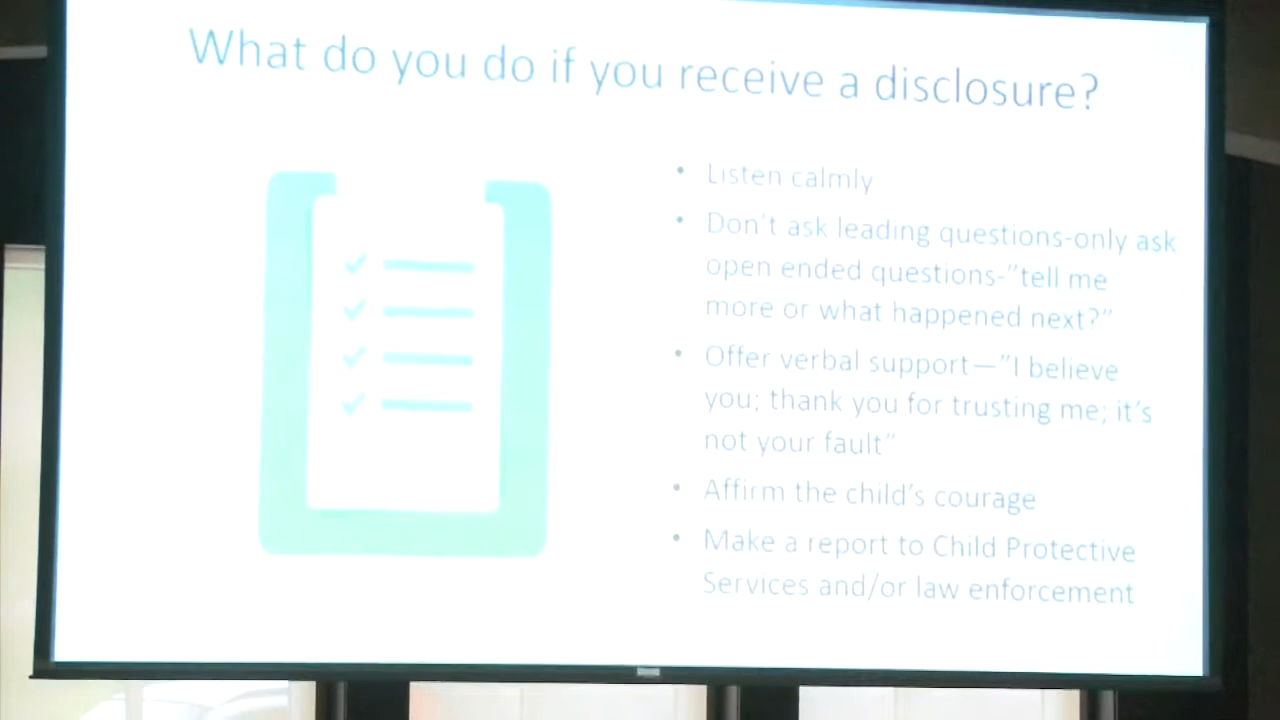 What do you do if you receive a disclosure?
• Listen calmly
• Don't ask leading questions-only ask
open ended questions-"tell me
more or what happened next?"
• Offer verbal support—"I believe
you; thank you for trusting me; it's
not your fault"
• Affirm the child's courage
• Make a report to Child Protective
Services and/or law enforcement